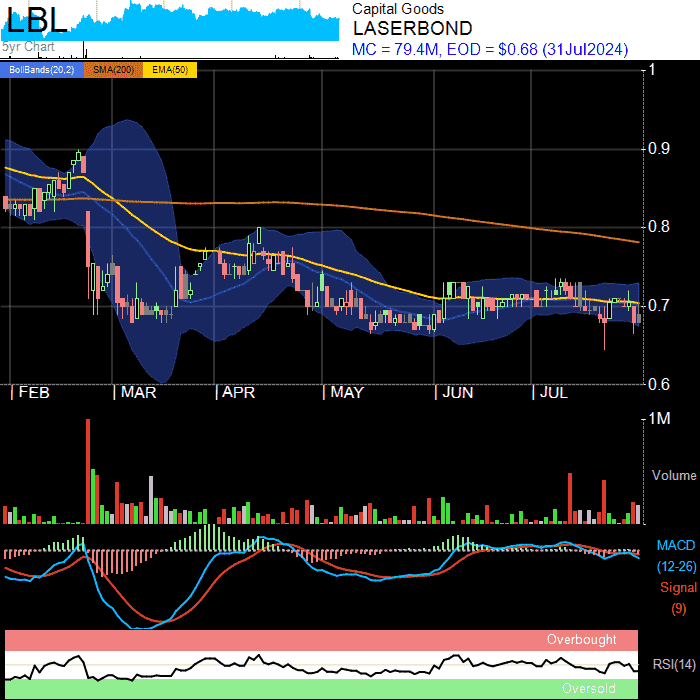 LBL
5yr Chart
Capital Goods
LASERBOND
MC = 79.4M, EOD = $0.68 (31Jul2024)
BollBands(20,2) SMA(200) EMA(50)
1
0.9
0.8
0.7
0.6
FEB MAR APR MAY JUN JUL
1M
Volume
MACD
(12-26)
Signal
(9)
Overbought
RSI(14)
Oversold